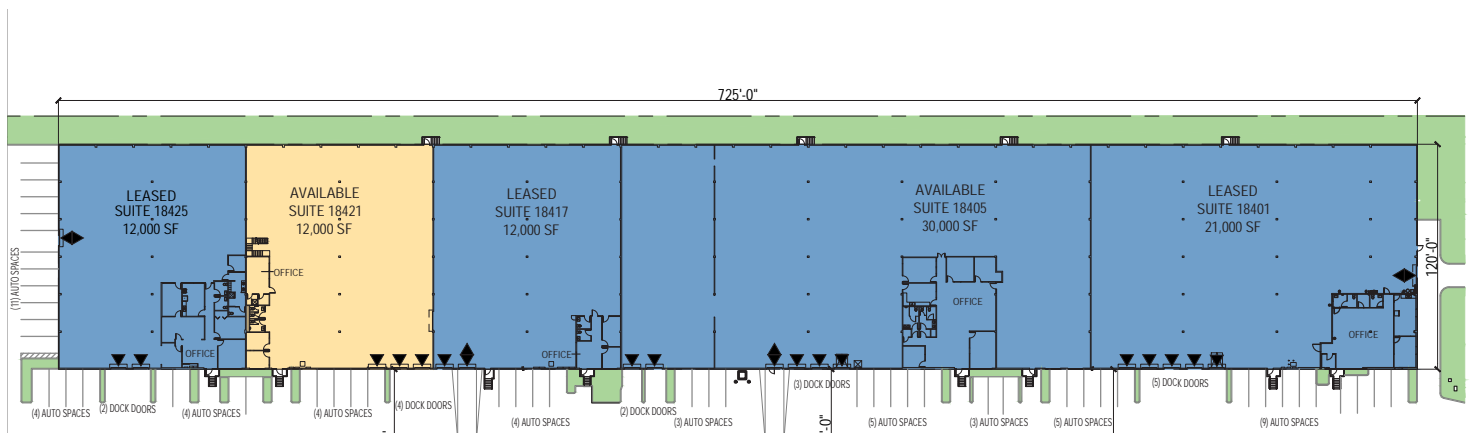 725'-0"
LEASED
SUITE 18425
12,000 SF
AVAILABLE
SUITE 18421
12,000 SF
LEASED
SUITE 18417
12,000 SF
AVAILABLE
SUITE 18405
30,000 SF
LEASED
SUITE 18401
21,000 SF
120'-0"
(11) AUTO SPACES
OFFICE
OFFICE
OFFICE
OFFICE
OFFICE
(4) AUTO SPACES
(2) DOCK DOORS
(4) AUTO SPACES
(4) AUTO SPACES
(4) DOCK DOORS
(4) AUTO SPACES
(2) DOCK DOORS
(3) AUTO SPACES
(3) DOCK DOORS
(5) AUTO SPACES
(3) AUTO SPACES
(5) AUTO SPACES
(5) DOCK DOORS
(9) AUTO SPACES
'-0"